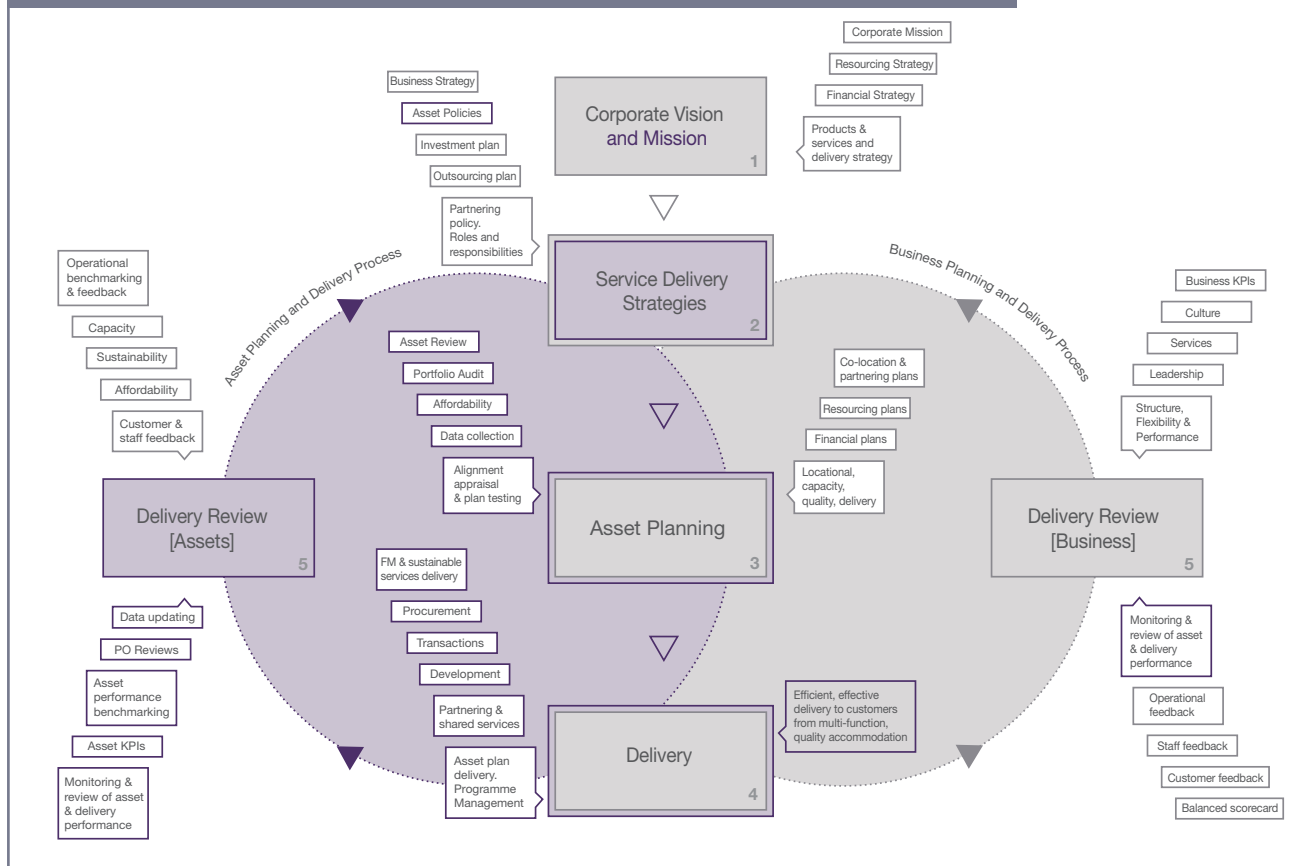 Corporate Mission
Resourcing Strategy
Financial Strategy
Products &
services and
delivery strategy
Business Strategy
Asset Policies
Investment plan
Outsourcing plan
Partnering
policy.
Roles and
responsibilities
Corporate Vision
and Mission
1
Service Delivery
Strategies
2
Asset Planning and Delivery Process
Business Planning and Delivery Process
Operational
benchmarking
& feedback
Capacity
Sustainability
Affordability
Customer &
staff feedback
Asset Review
Portfolio Audit
Affordability
Data collection
Alignment
appraisal
& plan testing
Co-location &
partnering plans
Resourcing plans
Financial plans
Locational,
capacity,
quality, delivery
Business KPIs
Culture
Services
Leadership
Structure,
Flexibility &
Performance
Delivery Review
[Assets]
5
Asset Planning
3
Delivery Review
[Business]
5
FM & sustainable
services delivery
Procurement
Transactions
Development
Partnering &
shared services
Asset plan
delivery.
Programme
Management
Data updating
PO Reviews
Asset
performance
benchmarking
Asset KPIs
Monitoring &
review of asset
& delivery
performance
Delivery
4
Efficient, effective
delivery to customers
from multi-function,
quality accommodation
Monitoring &
review of asset
& delivery
performance
Operational
feedback
Staff feedback
Customer feedback
Balanced scorecard